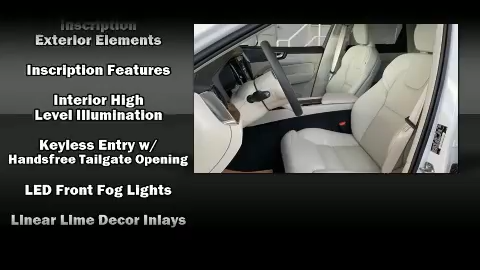 Inscription
Exterior Elements
Inscription Features
Interior High
Level Illumination
Keyless Entry w/
Handsfree Tailgate Opening
LED Front Fog Lights
Linear Lime Decor Inlays